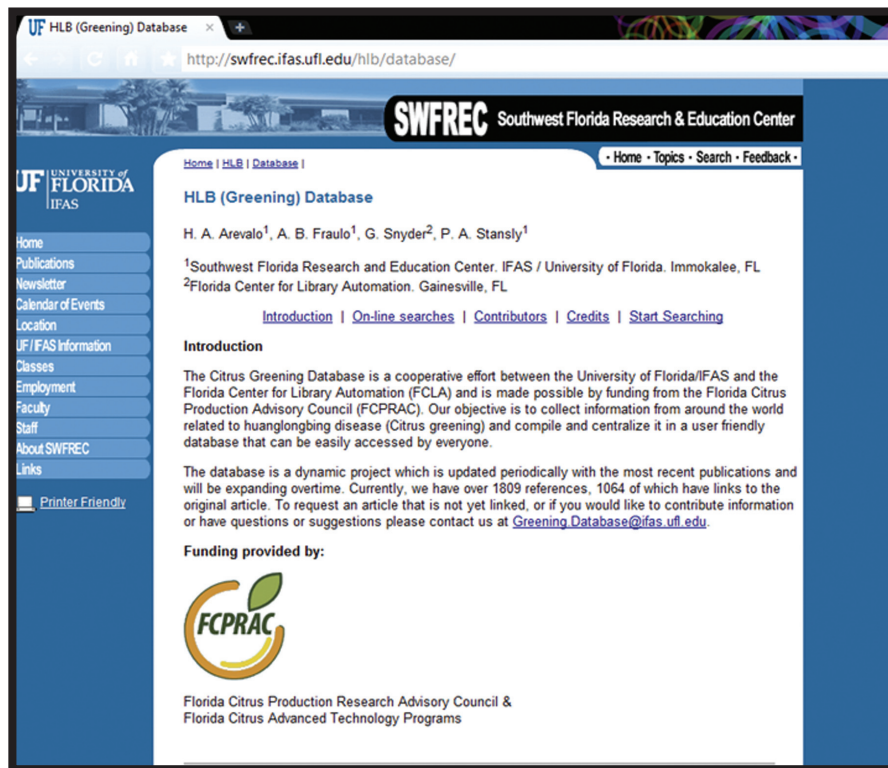 UF HLB (Greening) Database
http://swfrec.ifas.ufl.edu/hlb/database/
SWFREC Southwest Florida Research & Education Center
· Home · Topics · Search · Feedback ·
UF UNIVERSITY of
FLORIDA
IFAS
Home
Publications
Newsletter
Calendar of Events
Location
UF/IFAS Information
Classes
Employment
Faculty
Staff
About SWFREC
Links
Printer Friendly
Home | HLB | Database |
HLB (Greening) Database
H. A. Arevalo¹, A. B. Fraulo¹, G. Snyder², P. A. Stansly¹
¹Southwest Florida Research and Education Center. IFAS / University of Florida. Immokalee, FL
²Florida Center for Library Automation. Gainesville, FL
Introduction | On-line searches | Contributors | Credits | Start Searching
Introduction
The Citrus Greening Database is a cooperative effort between the University of Florida/IFAS and the
Florida Center for Library Automation (FCLA) and is made possible by funding from the Florida Citrus
Production Advisory Council (FCPRAC). Our objective is to collect information from around the world
related to huanglongbing disease (Citrus greening) and compile and centralize it in a user friendly
database that can be easily accessed by everyone.
The database is a dynamic project which is updated periodically with the most recent publications and
will be expanding overtime. Currently, we have over 1809 references, 1064 of which have links to the
original article. To request an article that is not yet linked, or if you would like to contribute information
or have questions or suggestions please contact us at Greening.Database@ifas.ufl.edu.
Funding provided by:
FCPRAC
Florida Citrus Production Research Advisory Council &
Florida Citrus Advanced Technology Programs